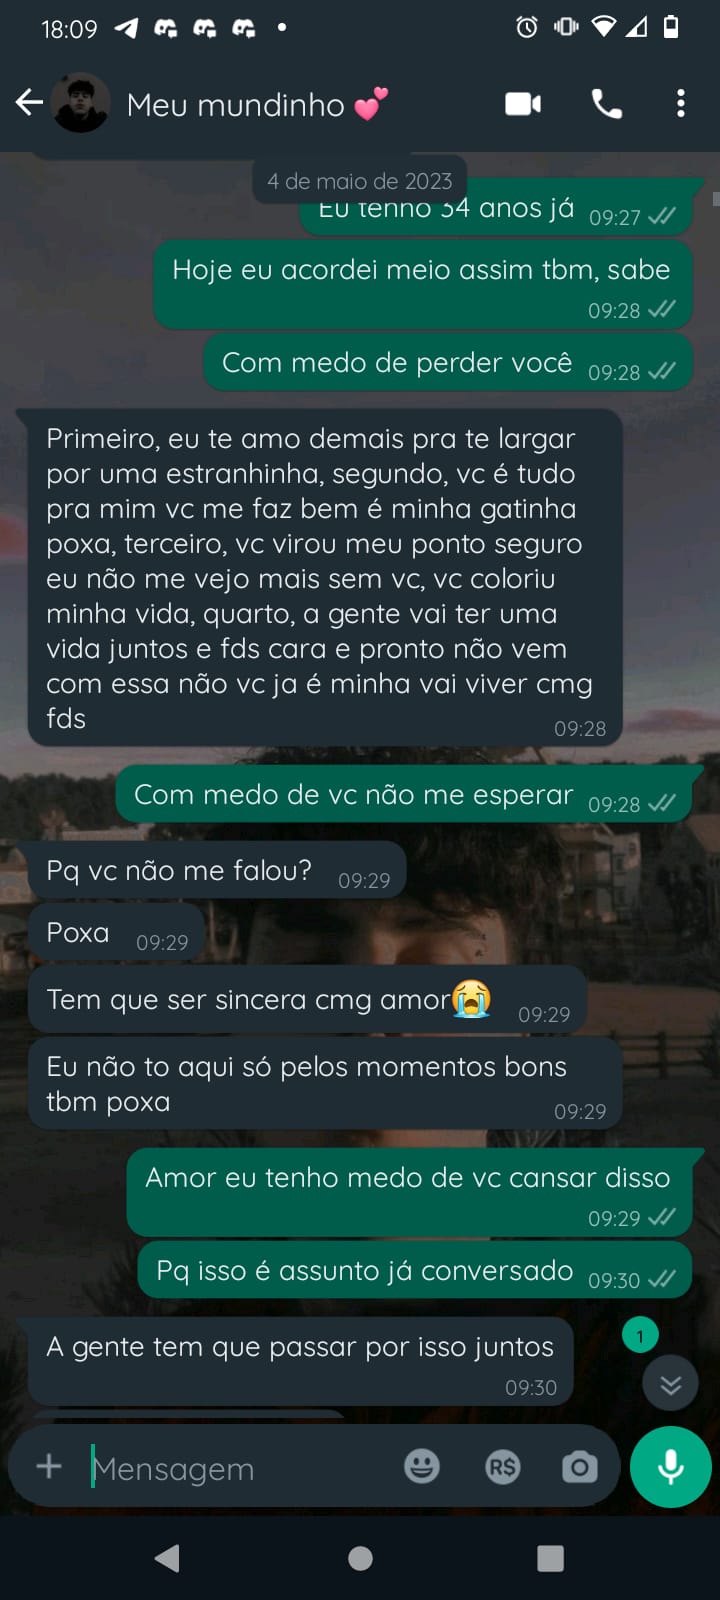 18:09
Meu mundinho 💕
4 de maio de 2023
Eu tenho 34 anos já 09:27
Hoje eu acordei meio assim tbm, sabe
09:28
Com medo de perder você 09:28
Primeiro, eu te amo demais pra te largar
por uma estranhinha, segundo, vc é tudo
pra mim vc me faz bem é minha gatinha
poxa, terceiro, vc virou meu ponto seguro
eu não me vejo mais sem vc, vc coloriu
minha vida, quarto, a gente vai ter uma
vida juntos e fds cara e pronto não vem
com essa não vc ja é minha vai viver cmg
fds
09:28
Com medo de vc não me esperar 09:28
Pq vc não me falou? 09:29
Poxa 09:29
Tem que ser sincera cmg amor😭 09:29
Eu não to aqui só pelos momentos bons
tbm poxa
09:29
Amor eu tenho medo de vc cansar disso
09:29
Pq isso é assunto já conversado 09:30
A gente tem que passar por isso juntos
09:30
1
Mensagem
R$